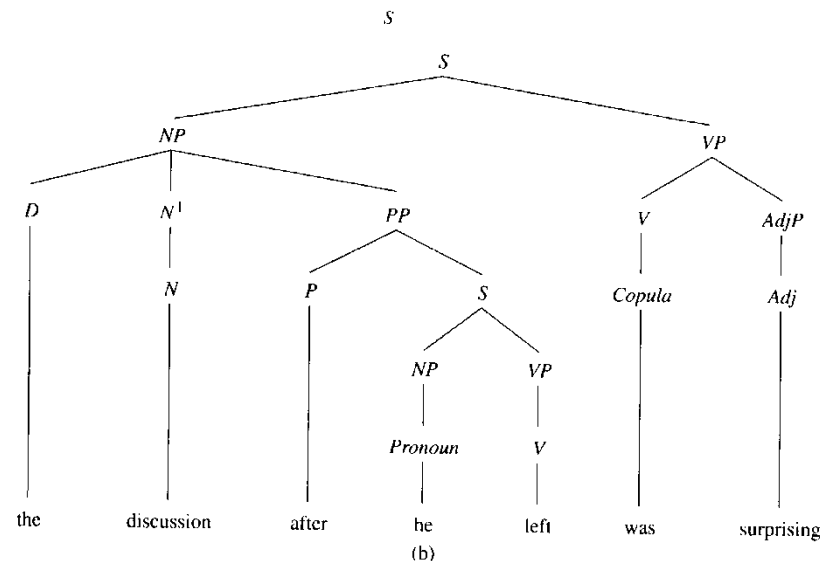 S
S
NP VP
D N¹ PP V AdjP
N P S Copula Adj
NP VP
Pronoun V
the discussion after he left was surprising
(b)